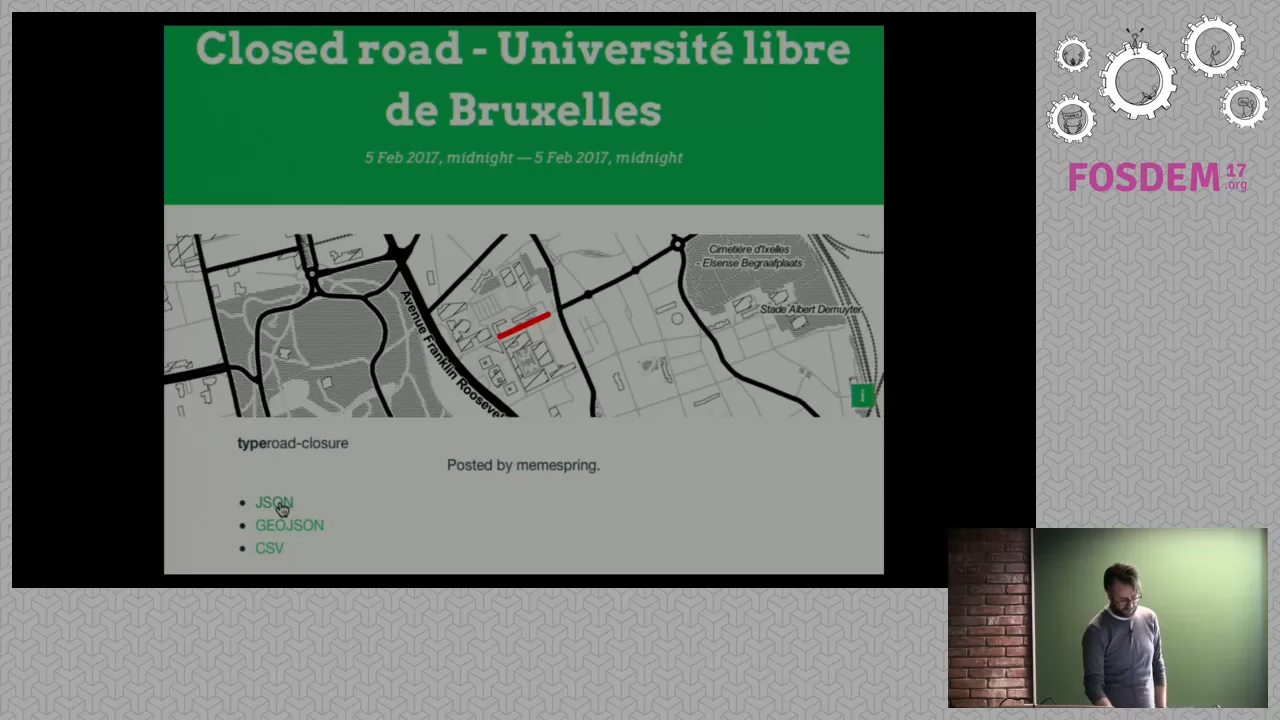 Closed road - Université libre
de Bruxelles
5 Feb 2017, midnight — 5 Feb 2017, midnight
Cimetière d'Ixelles
- Elsense Begraafplaats
Stade Albert Demuyter
Avenue Franklin Roosevel
typeroad-closure
Posted by memespring.
JSON
GEOJSON
CSV
FOSDEM 17
.org